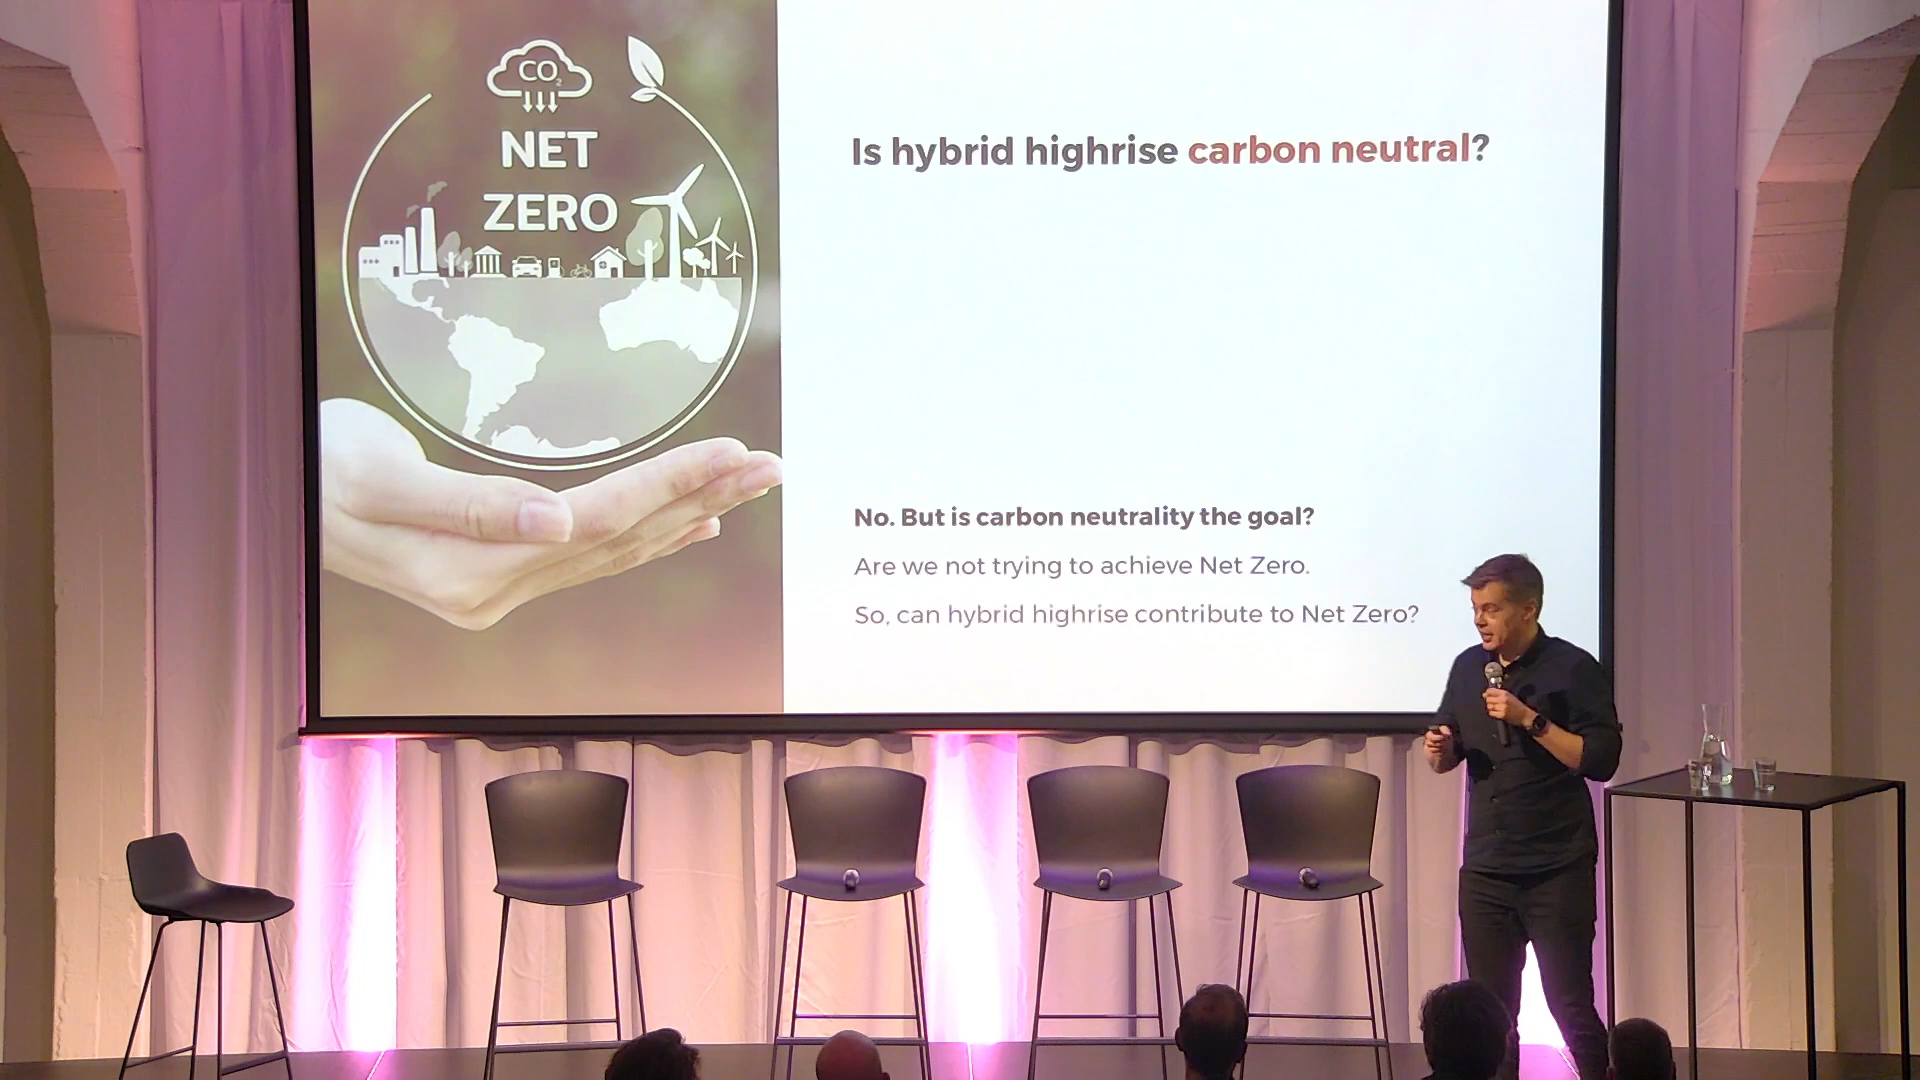 CO2
NET
ZERO
Is hybrid highrise carbon neutral?
No. But is carbon neutrality the goal?
Are we not trying to achieve Net Zero.
So, can hybrid highrise contribute to Net Zero?